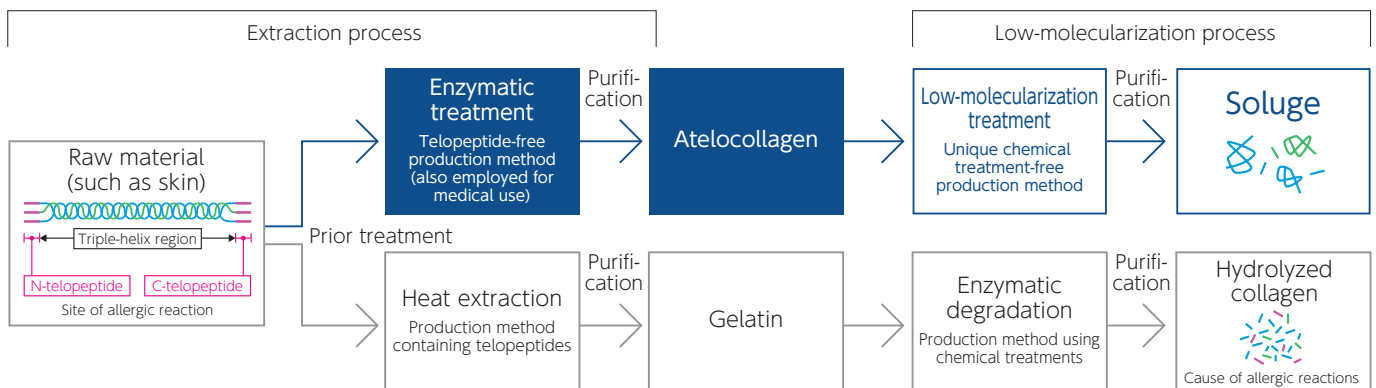 Extraction process
Low-molecularization process
Raw material
(such as skin)
Triple-helix region
N-telopeptide
C-telopeptide
Site of allergic reaction
Prior treatment
Enzymatic
treatment
Telopeptide-free
production method
(also employed for
medical use)
Purifi-
cation
Atelocollagen
Low-molecularization
treatment
Unique chemical
treatment-free
production method
Purifi-
cation
Soluge
Heat extraction
Production method
containing telopeptides
Purifi-
cation
Gelatin
Enzymatic
degradation
Production method using
chemical treatments
Purifi-
cation
Hydrolyzed
collagen
Cause of allergic reactions